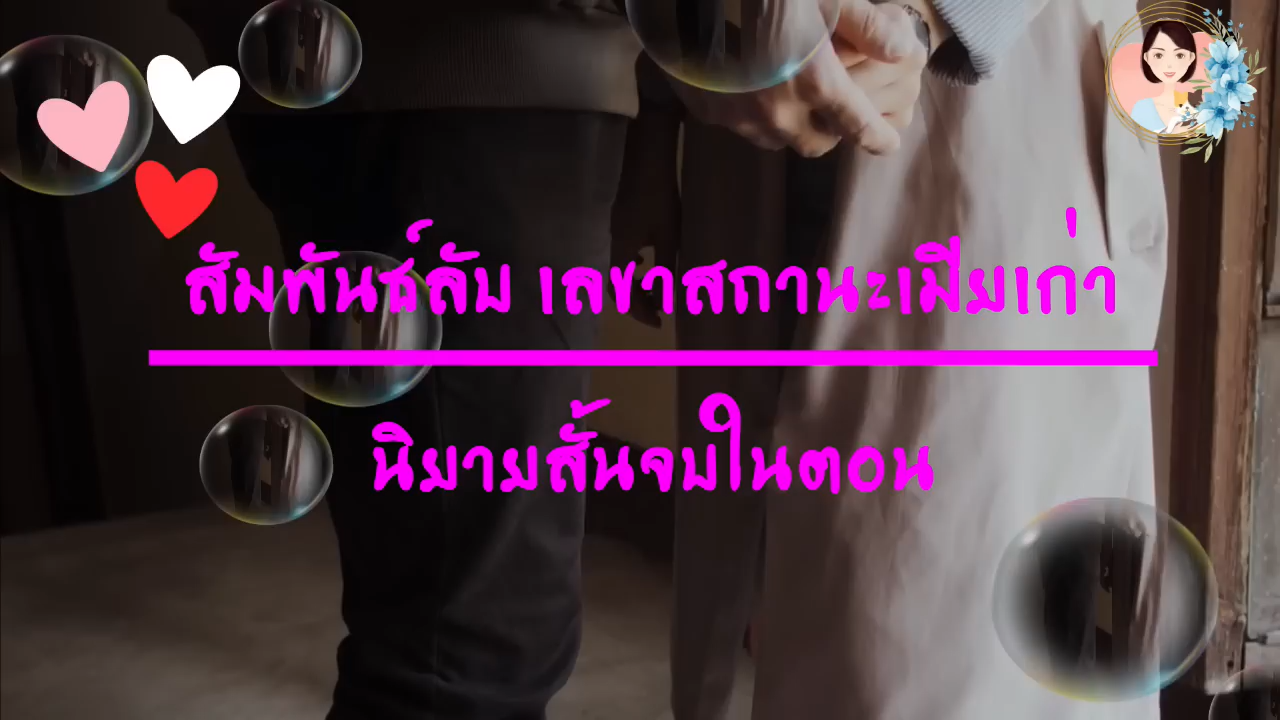 สัมพันธ์ลับ เลขาสถานะเมียเก่า
นิยายสั้นจบในตอน